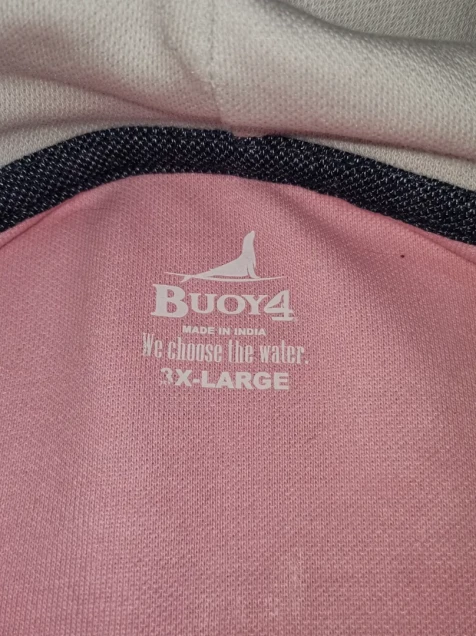 BUOY4
MADE IN INDIA
We choose the water.
3X-LARGE